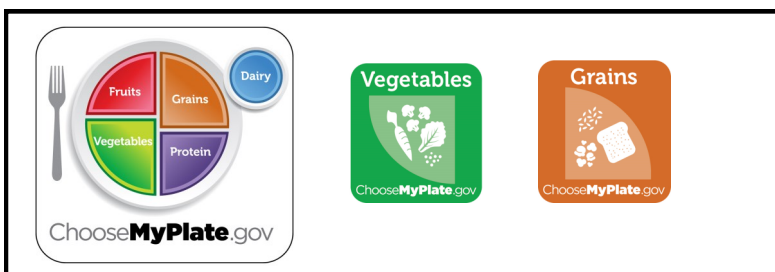 Fruits
Grains
Dairy
Vegetables
Protein
ChooseMyPlate.gov
Vegetables
ChooseMyPlate.gov
Grains
ChooseMyPlate.gov